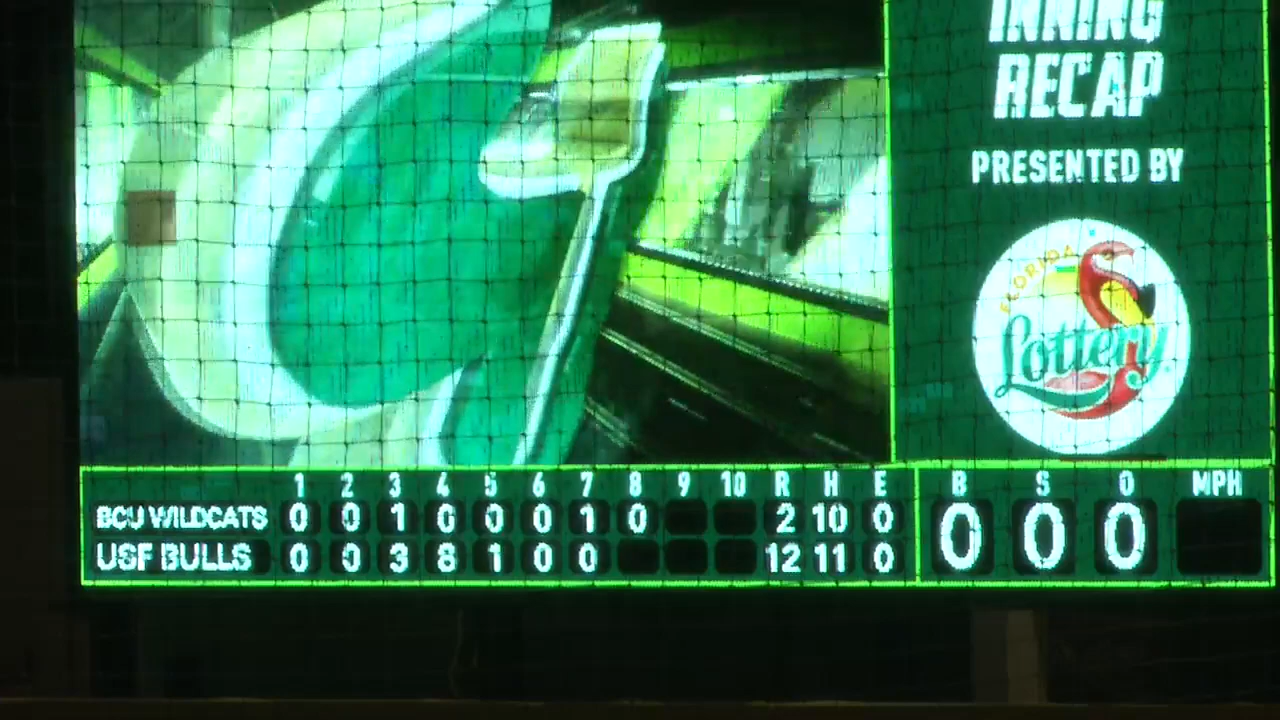 INNING
RECAP
PRESENTED BY
FLORIDA
Lottery
1 2 3 4 5 6 7 8 9 10 R H E
BCU WILDCATS 0 0 1 0 0 0 1 0 2 10 0
USF BULLS 0 0 3 8 1 0 0 12 11 0
B S O MPH
0 0 0